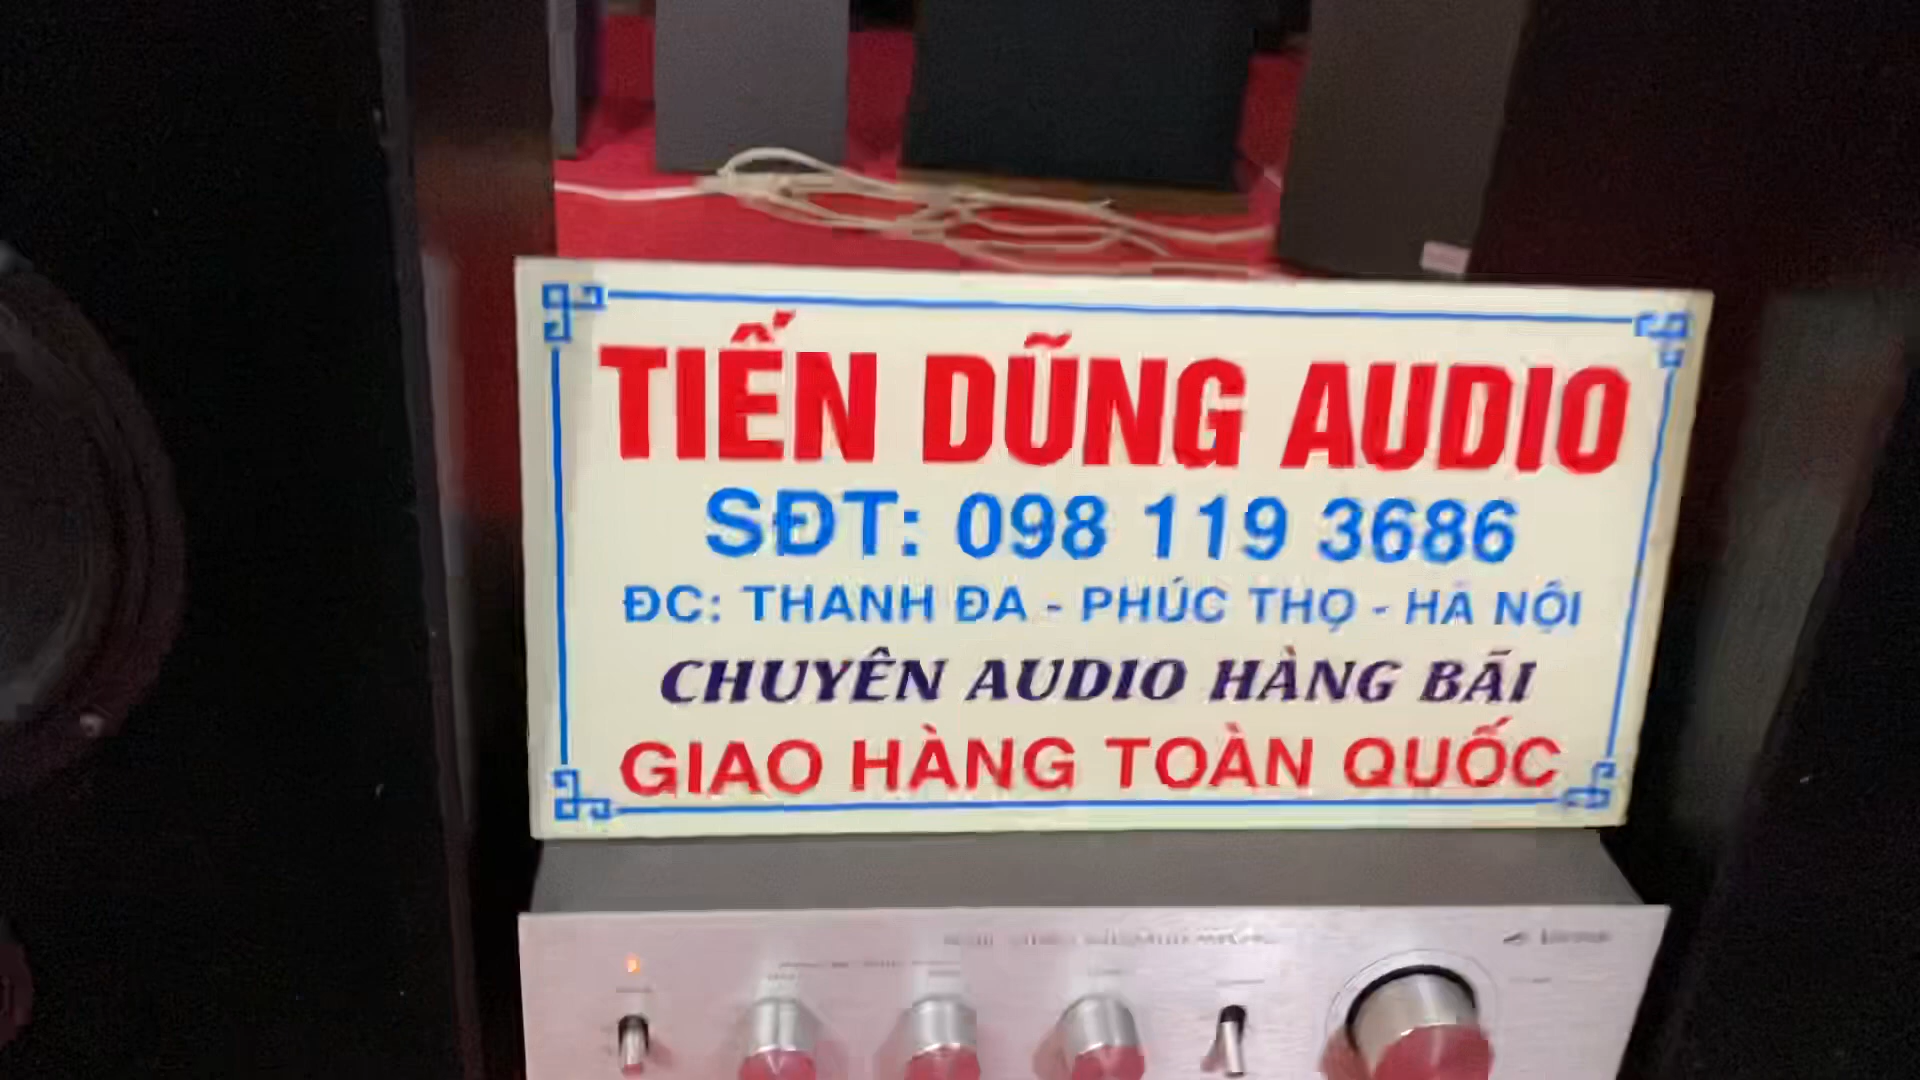 TIẾN DŨNG AUDIO
SĐT: 098 119 3686
ĐC: THANH ĐA - PHÚC THỌ - HÀ NỘI
CHUYÊN AUDIO HÀNG BÃI
GIAO HÀNG TOÀN QUỐC